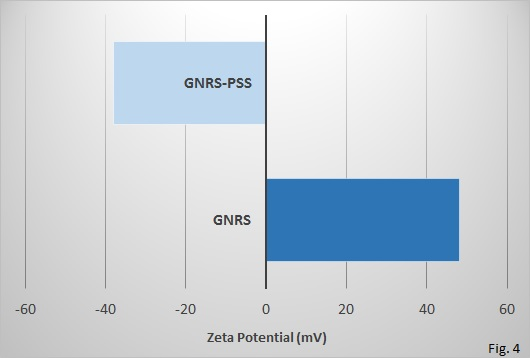 GNRS-PSS
GNRS
-60 -40 -20 0 20 40 60
Zeta Potential (mV)
Fig. 4